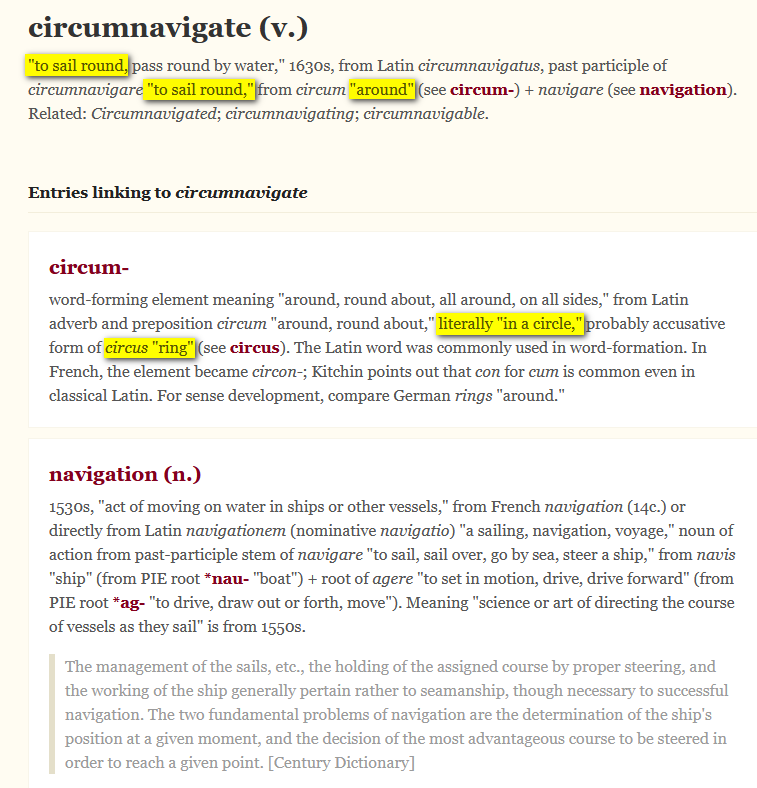 circumnavigate (v.)
"to sail round, pass round by water," 1630s, from Latin circumnavigatus, past participle of
circumnavigare "to sail round," from circum "around" (see circum-) + navigare (see navigation).
Related: Circumnavigated; circumnavigating; circumnavigable.
Entries linking to circumnavigate
circum-
word-forming element meaning "around, round about, all around, on all sides," from Latin
adverb and preposition circum "around, round about," literally "in a circle," probably accusative
form of circus "ring" (see circus). The Latin word was commonly used in word-formation. In
French, the element became circon-; Kitchin points out that con for cum is common even in
classical Latin. For sense development, compare German rings "around."
navigation (n.)
1530s, "act of moving on water in ships or other vessels," from French navigation (14c.) or
directly from Latin navigationem (nominative navigatio) "a sailing, navigation, voyage," noun of
action from past-participle stem of navigare "to sail, sail over, go by sea, steer a ship," from navis
"ship" (from PIE root *nau- "boat") + root of agere "to set in motion, drive, drive forward" (from
PIE root *ag- "to drive, draw out or forth, move"). Meaning "science or art of directing the course
of vessels as they sail" is from 1550s.
The management of the sails, etc., the holding of the assigned course by proper steering, and
the working of the ship generally pertain rather to seamanship, though necessary to successful
navigation. The two fundamental problems of navigation are the determination of the ship's
position at a given moment, and the decision of the most advantageous course to be steered in
order to reach a given point. [Century Dictionary]